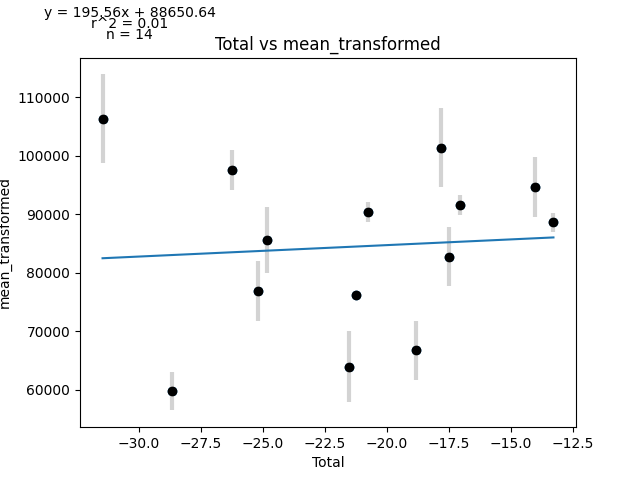 y = 195.56x + 88650.64
r^2 = 0.01
n = 14
Total vs mean_transformed
110000
100000
90000
80000
70000
60000
mean_transformed
−30.0
−27.5
−25.0
−22.5
−20.0
−17.5
−15.0
−12.5
Total